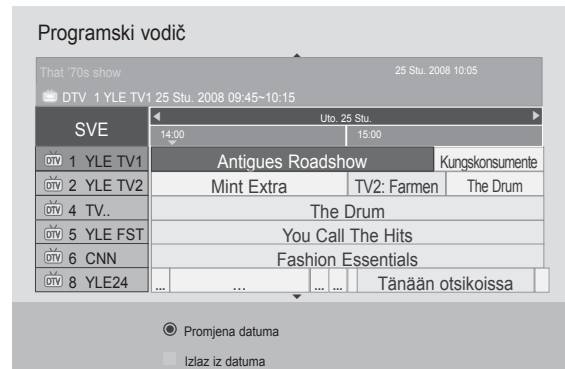 Programski vodič
That '70s show 25 Stu. 2008 10:05
DTV 1 YLE TV1 25 Stu. 2008 09:45~10:15
SVE Uto. 25 Stu.
14:00 15:00
DTV 1 YLE TV1 Antigues Roadshow Kungskonsumente
DTV 2 YLE TV2 Mint Extra TV2: Farmen The Drum
DTV 4 TV.. The Drum
DTV 5 YLE FST You Call The Hits
DTV 6 CNN Fashion Essentials
DTV 8 YLE24 ... ... ... ... Tänään otsikoissa
Promjena datuma
Izlaz iz datuma